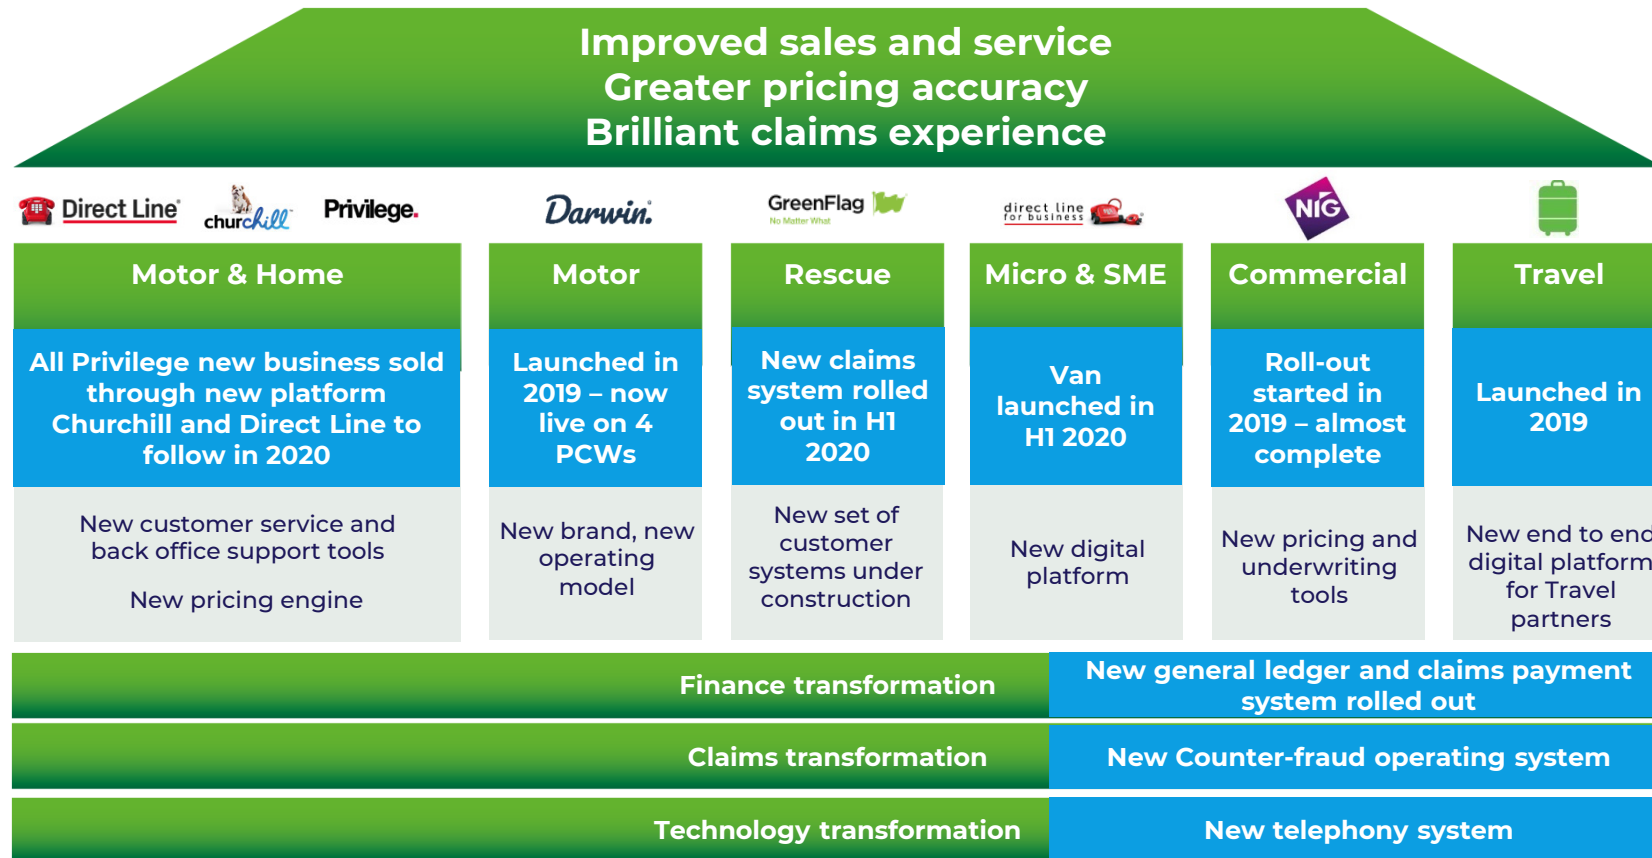 Improved sales and service
Greater pricing accuracy
Brilliant claims experience
Direct Line
churchill
Privilege.
Darwin.
GreenFlag
No Matter What
direct line
for business
NIG
Motor & Home
Motor
Rescue
Micro & SME
Commercial
Travel
All Privilege new business sold
through new platform
Churchill and Direct Line to
follow in 2020
Launched in
2019 – now
live on 4
PCWs
New claims
system rolled
out in H1
2020
Van
launched in
H1 2020
Roll-out
started in
2019 – almost
complete
Launched in
2019
New customer service and
back office support tools
New pricing engine
New brand, new
operating
model
New set of
customer
systems under
construction
New digital
platform
New pricing and
underwriting
tools
New end to end
digital platform
for Travel
partners
Finance transformation
New general ledger and claims payment
system rolled out
Claims transformation
New Counter-fraud operating system
Technology transformation
New telephony system